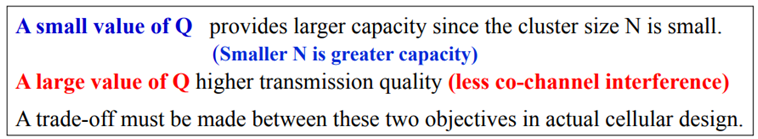 A small value of Q provides larger capacity since the cluster size N is small.
(Smaller N is greater capacity)
A large value of Q higher transmission quality (less co-channel interference)
A trade-off must be made between these two objectives in actual cellular design.